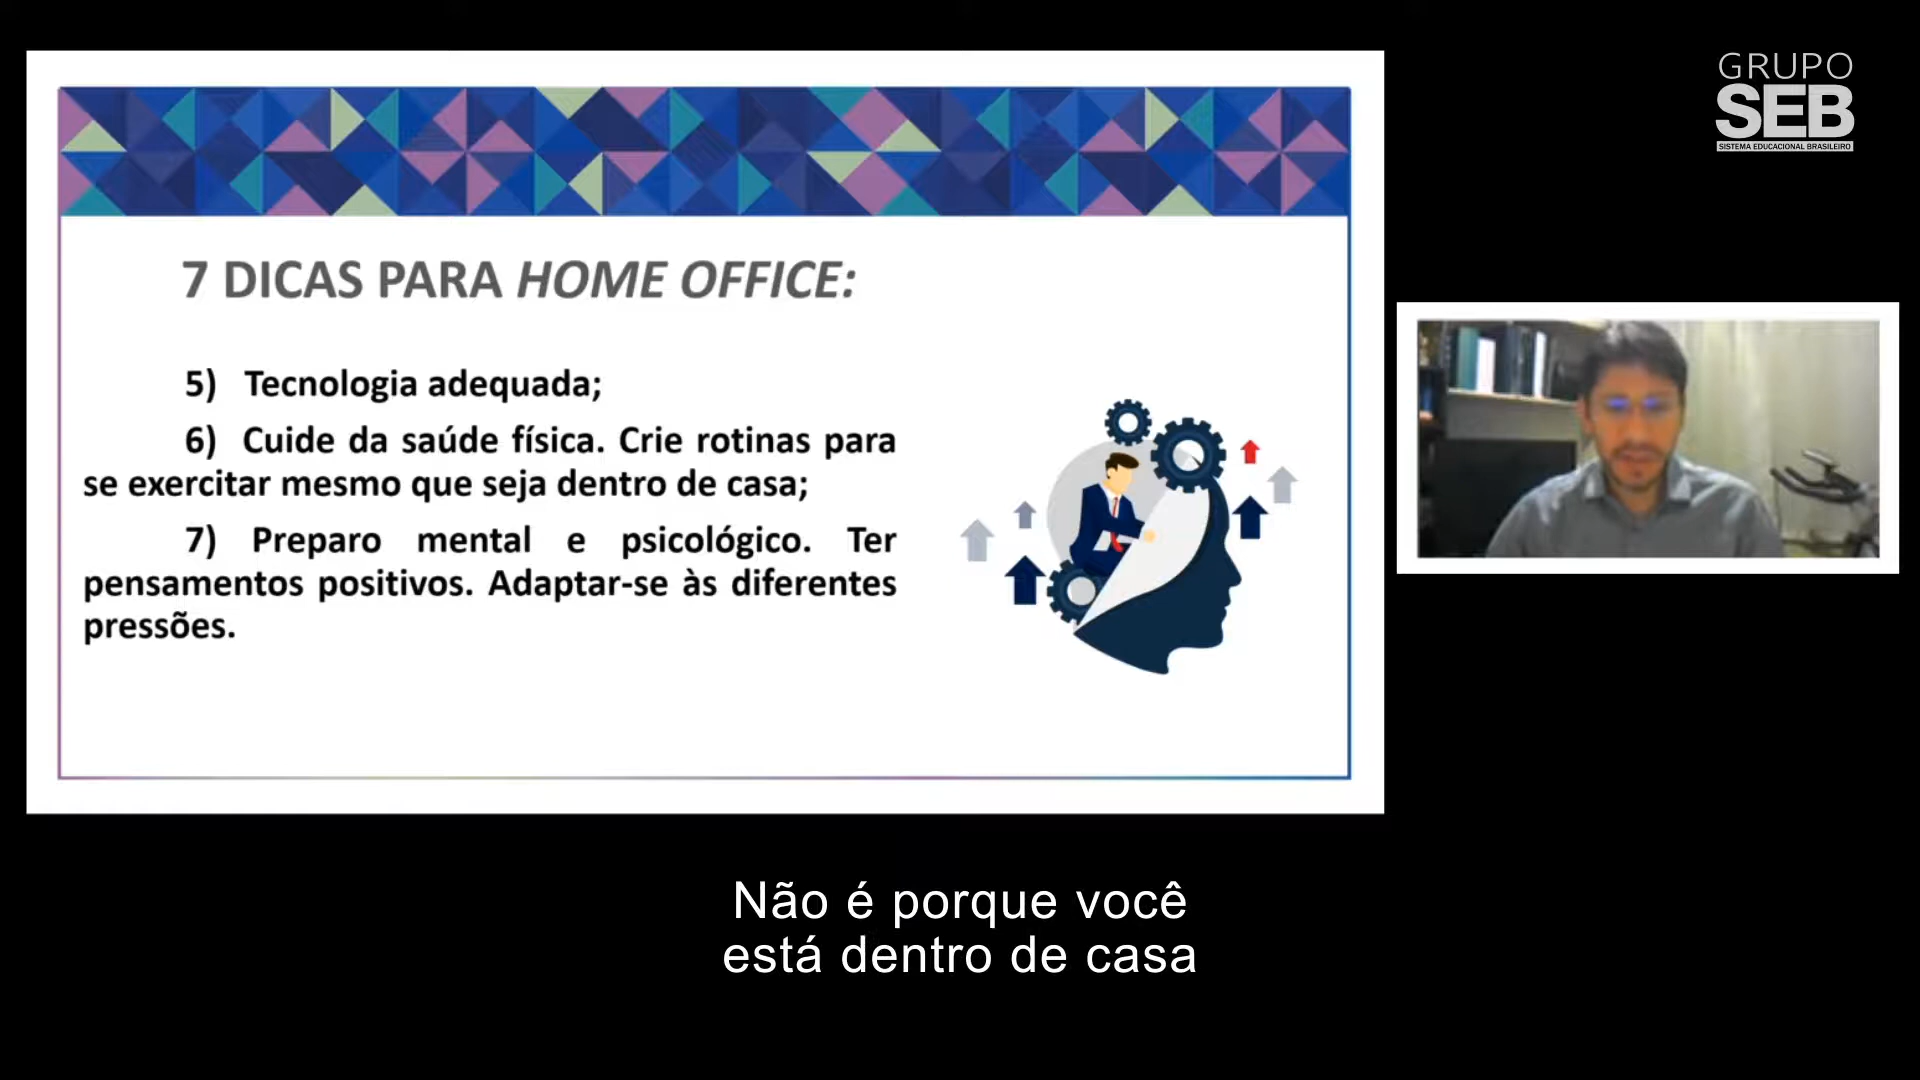 GRUPO
SEB
SISTEMA EDUCACIONAL BRASILEIRO
7 DICAS PARA HOME OFFICE:
5) Tecnologia adequada;
6) Cuide da saúde física. Crie rotinas para
se exercitar mesmo que seja dentro de casa;
7) Preparo mental e psicológico. Ter
pensamentos positivos. Adaptar-se às diferentes
pressões.
Não é porque você
está dentro de casa